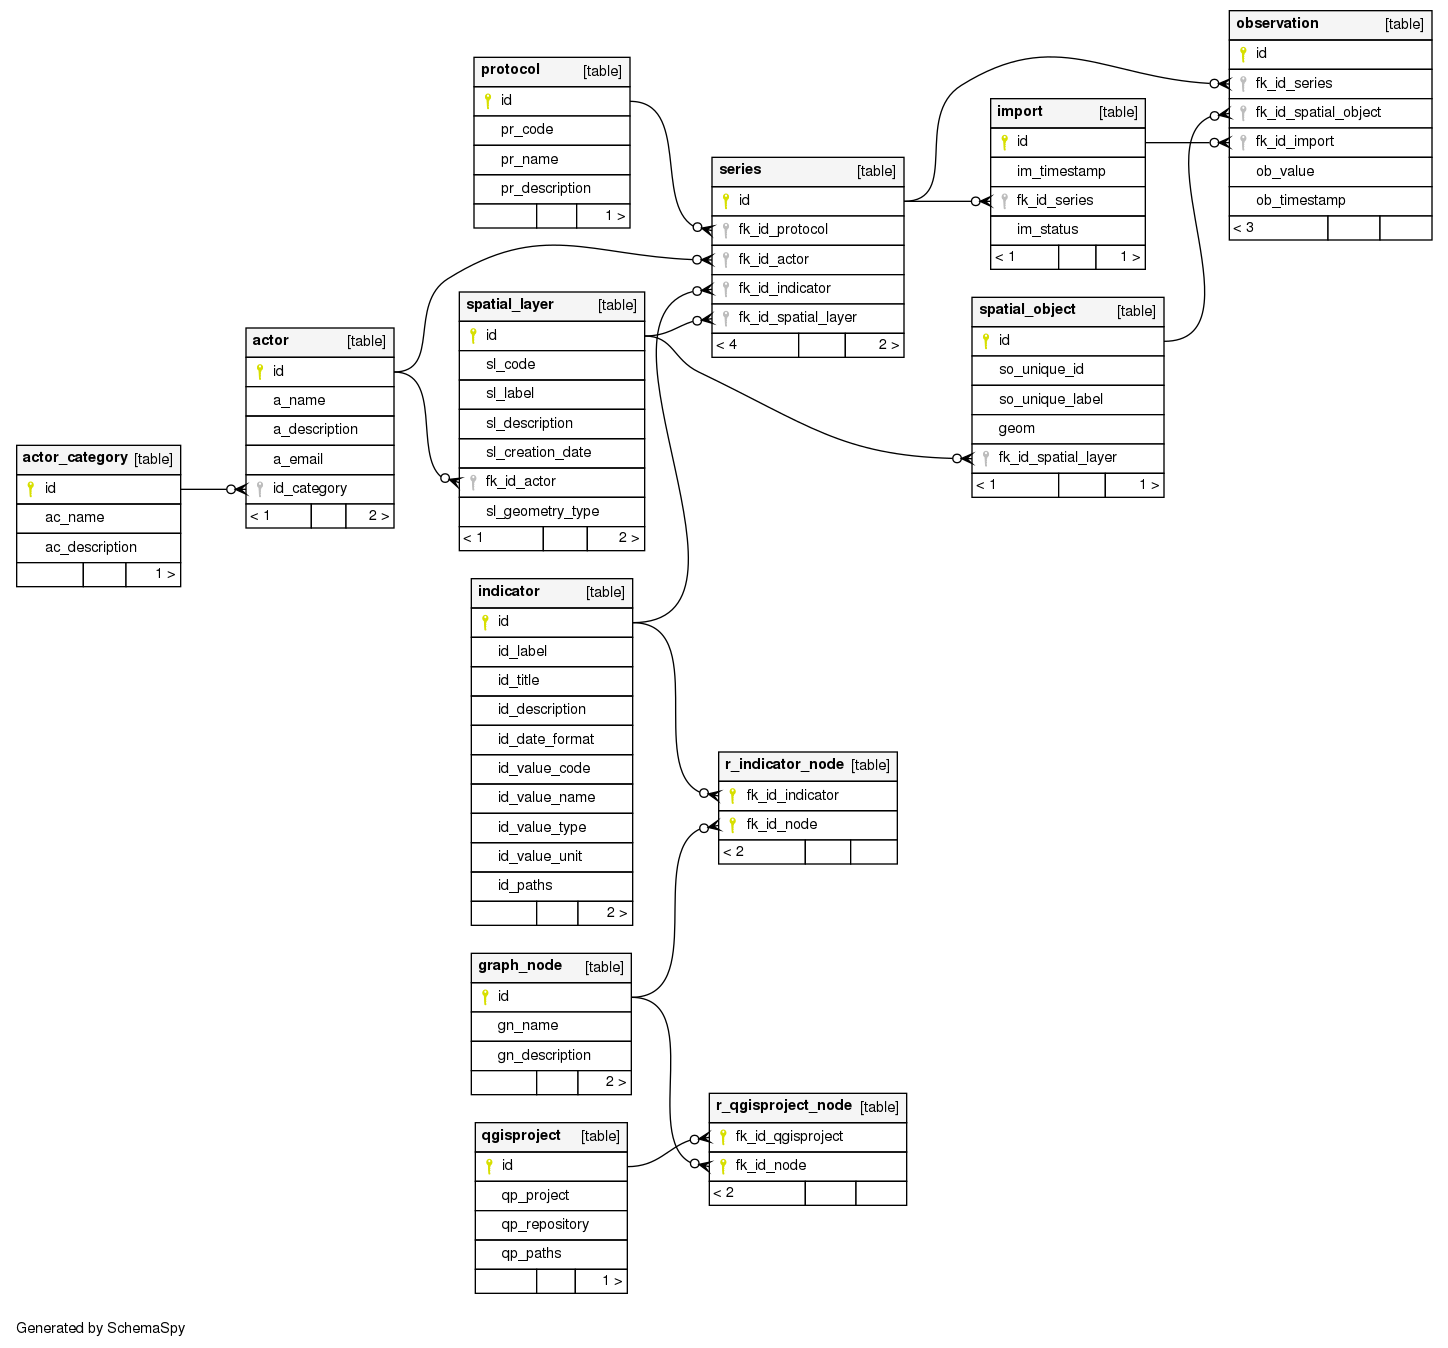 observation [table]
id
fk_id_series
fk_id_spatial_object
fk_id_import
ob_value
ob_timestamp
< 3
protocol [table]
id
pr_code
pr_name
pr_description
1 >
import [table]
id
im_timestamp
fk_id_series
im_status
< 1 1 >
series [table]
id
fk_id_protocol
fk_id_actor
fk_id_indicator
fk_id_spatial_layer
< 4 2 >
spatial_layer [table]
id
sl_code
sl_label
sl_description
sl_creation_date
fk_id_actor
sl_geometry_type
< 1 2 >
spatial_object [table]
id
so_unique_id
so_unique_label
geom
fk_id_spatial_layer
< 1 1 >
actor [table]
id
a_name
a_description
a_email
id_category
< 1 2 >
actor_category [table]
id
ac_name
ac_description
1 >
indicator [table]
id
id_label
id_title
id_description
id_date_format
id_value_code
id_value_name
id_value_type
id_value_unit
id_paths
2 >
r_indicator_node [table]
fk_id_indicator
fk_id_node
< 2
graph_node [table]
id
gn_name
gn_description
2 >
r_qgisproject_node [table]
fk_id_qgisproject
fk_id_node
< 2
qgisproject [table]
id
qp_project
qp_repository
qp_paths
1 >
Generated by SchemaSpy